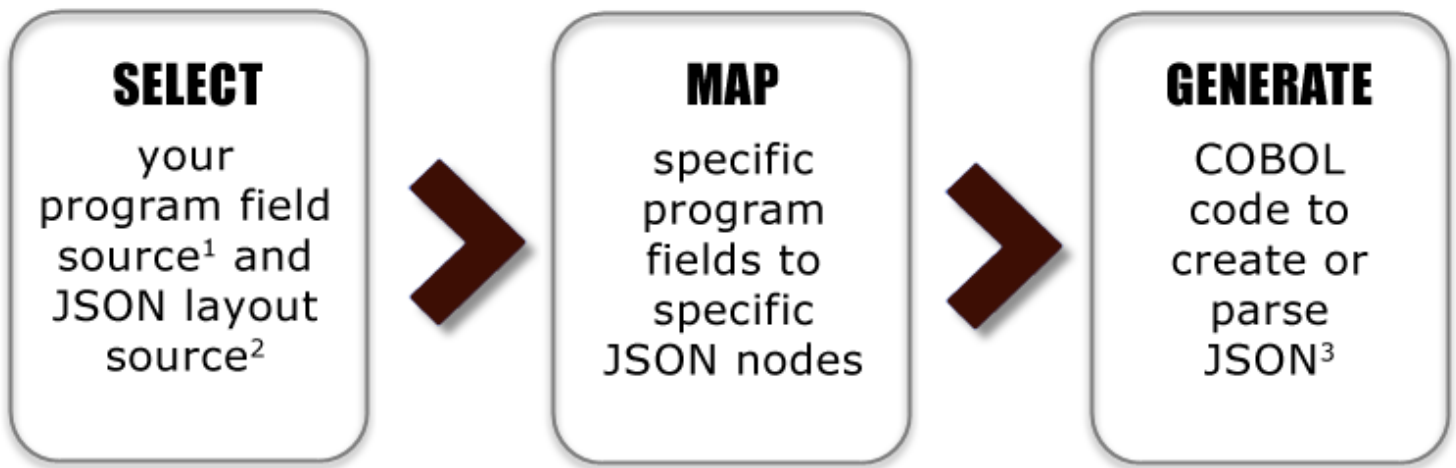 SELECT
your
program field
source¹ and
JSON layout
source²
MAP
specific
program
fields to
specific
JSON nodes
GENERATE
COBOL
code to
create or
parse
JSON³